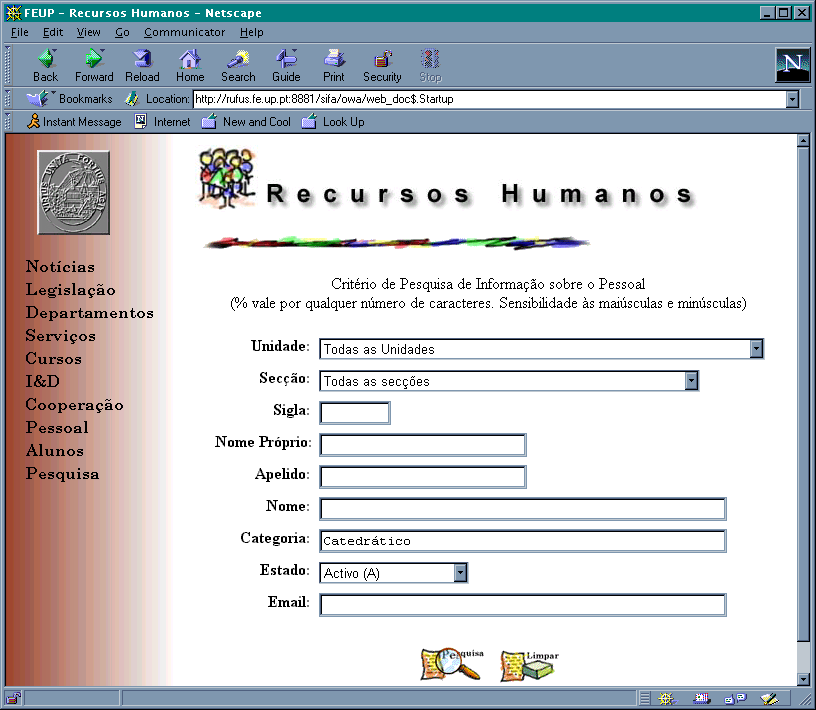 FEUP - Recursos Humanos - Netscape
File Edit View Go Communicator Help
Back Forward Reload Home Search Guide Print Security Stop
N
Bookmarks Location: http://rufus.fe.up.pt:8881/sifa/owa/web_doc$.Startup
Instant Message Internet New and Cool Look Up
Recursos Humanos
Notícias
Legislação
Departamentos
Serviços
Cursos
I&D
Cooperação
Pessoal
Alunos
Pesquisa
Critério de Pesquisa de Informação sobre o Pessoal
(% vale por qualquer número de caracteres. Sensibilidade às maiúsculas e minúsculas)
Unidade: Todas as Unidades
Secção: Todas as secções
Sigla:
Nome Próprio:
Apelido:
Nome:
Categoria: Catedrático
Estado: Activo (A)
Email:
Pesquisa Limpar